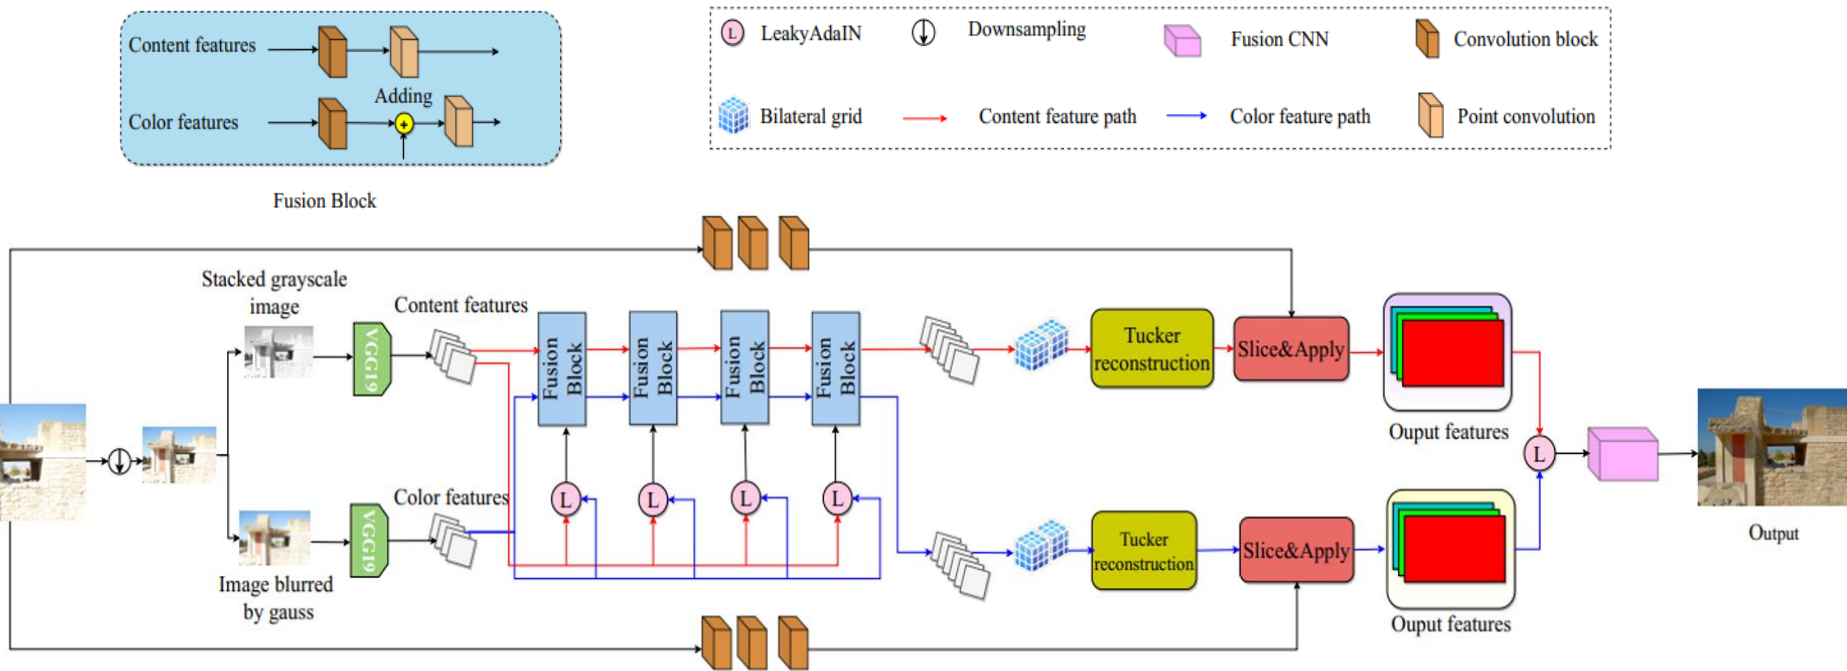 Content features
Adding
Color features
Fusion Block
L LeakyAdaIN
Downsampling
Fusion CNN
Convolution block
Bilateral grid
Content feature path
Color feature path
Point convolution
Stacked grayscale
image
VGG19
Content features
Fusion
Block
Fusion
Block
Fusion
Block
Fusion
Block
Tucker
reconstruction
Slice&Apply
Ouput features
L
Output
Color features
VGG19
L
L
L
L
Image blurred
by gauss
Tucker
reconstruction
Slice&Apply
Ouput features